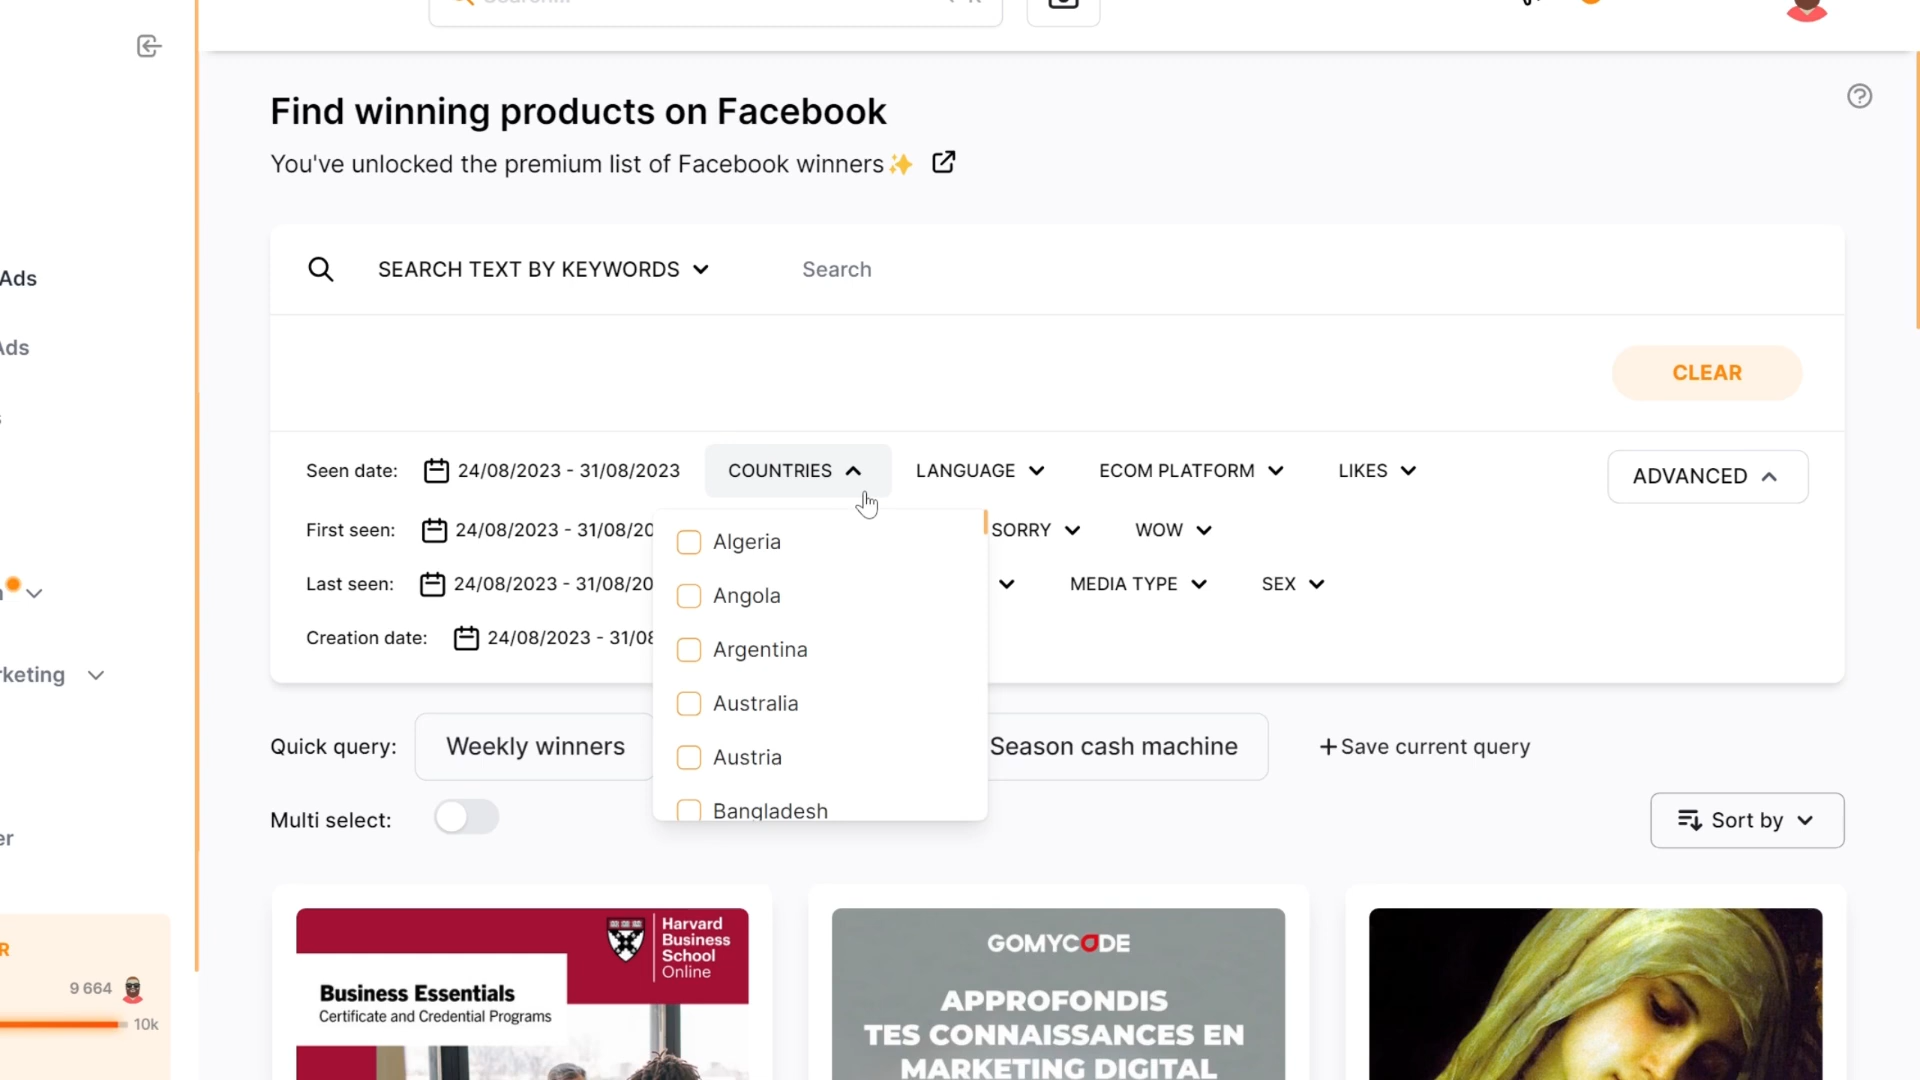 Find winning products on Facebook
You've unlocked the premium list of Facebook winners✨
Ads
Ads
SEARCH TEXT BY KEYWORDS
Search
CLEAR
Seen date:
24/08/2023 - 31/08/2023
COUNTRIES
LANGUAGE
ECOM PLATFORM
LIKES
ADVANCED
First seen:
24/08/2023 - 31/08/20
SORRY
WOW
Last seen:
24/08/2023 - 31/08/20
MEDIA TYPE
SEX
Creation date:
24/08/2023 - 31/08
Algeria
Angola
Argentina
Australia
Austria
Bangladesh
rketing
Quick query:
Weekly winners
Season cash machine
+Save current query
Multi select:
Sort by
er
R
9 664
10k
Harvard
Business
School
Online
Business Essentials
Certificate and Credential Programs
GOMYCODE
APPROFONDIS
TES CONNAISSANCES EN
MARKETING DIGITAL